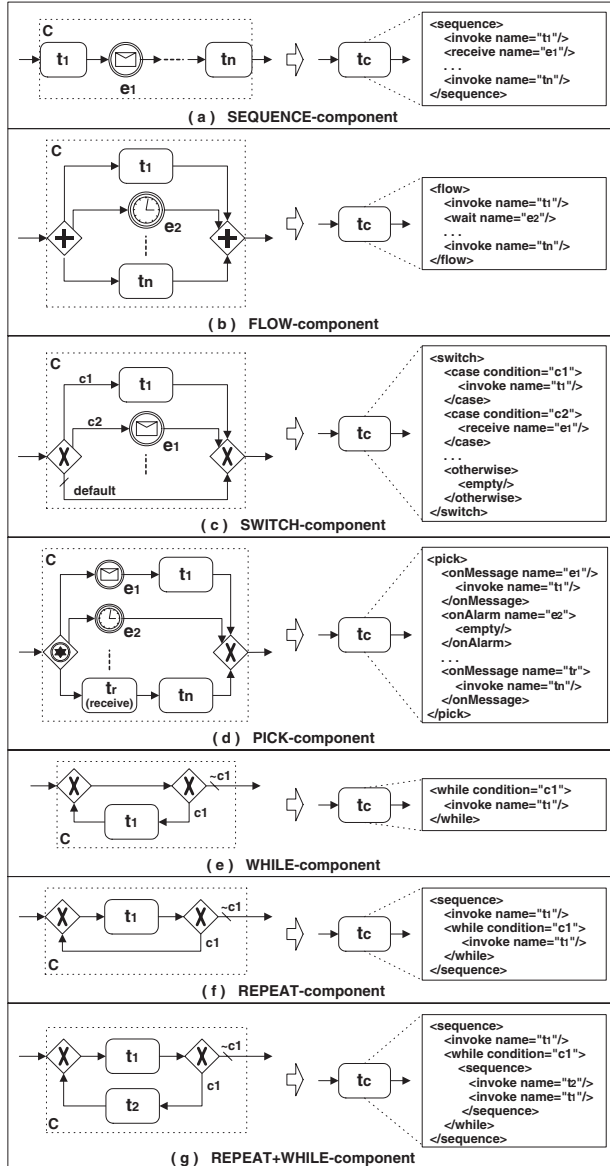 C
t1
e1
tn
tc
<sequence>
<invoke name="t1"/>
<receive name="e1"/>
. . .
<invoke name="tn"/>
</sequence>
( a ) SEQUENCE-component
C
t1
e2
tn
tc
<flow>
<invoke name="t1"/>
<wait name="e2"/>
. . .
<invoke name="tn"/>
</flow>
( b ) FLOW-component
C
c1
t1
c2
e1
default
tc
<switch>
<case condition="c1">
<invoke name="t1"/>
</case>
<case condition="c2">
<receive name="e1"/>
</case>
. . .
<otherwise>
<empty/>
</otherwise>
</switch>
( c ) SWITCH-component
C
e1
t1
e2
tr
(receive)
tn
tc
<pick>
<onMessage name="e1"/>
<invoke name="t1"/>
</onMessage>
<onAlarm name="e2">
<empty/>
</onAlarm>
. . .
<onMessage name="tr">
<invoke name="tn"/>
</onMessage>
</pick>
( d ) PICK-component
~c1
t1
c1
C
tc
<while condition="c1">
<invoke name="t1"/>
</while>
( e ) WHILE-component
t1
~c1
c1
C
tc
<sequence>
<invoke name="t1"/>
<while condition="c1">
<invoke name="t1"/>
</while>
</sequence>
( f ) REPEAT-component
t1
~c1
c1
t2
C
tc
<sequence>
<invoke name="t1"/>
<while condition="c1">
<sequence>
<invoke name="t2"/>
<invoke name="t1"/>
</sequence>
</while>
</sequence>
( g ) REPEAT+WHILE-component